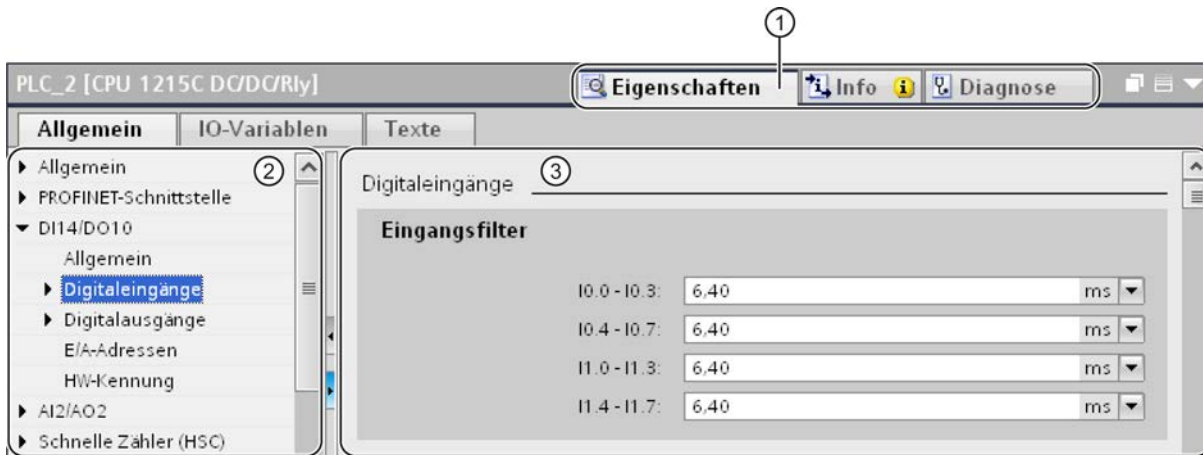 1
PLC_2 [CPU 1215C DC/DC/Rly]
Eigenschaften
Info
Diagnose
Allgemein
IO-Variablen
Texte
2
Allgemein
PROFINET-Schnittstelle
DI14/DO10
Allgemein
Digitaleingänge
Digitalausgänge
E/A-Adressen
HW-Kennung
AI2/AO2
Schnelle Zähler (HSC)
3
Digitaleingänge
Eingangsfilter
I0.0 - I0.3: 6,40 ms
I0.4 - I0.7: 6,40 ms
I1.0 - I1.3: 6,40 ms
I1.4 - I1.7: 6,40 ms